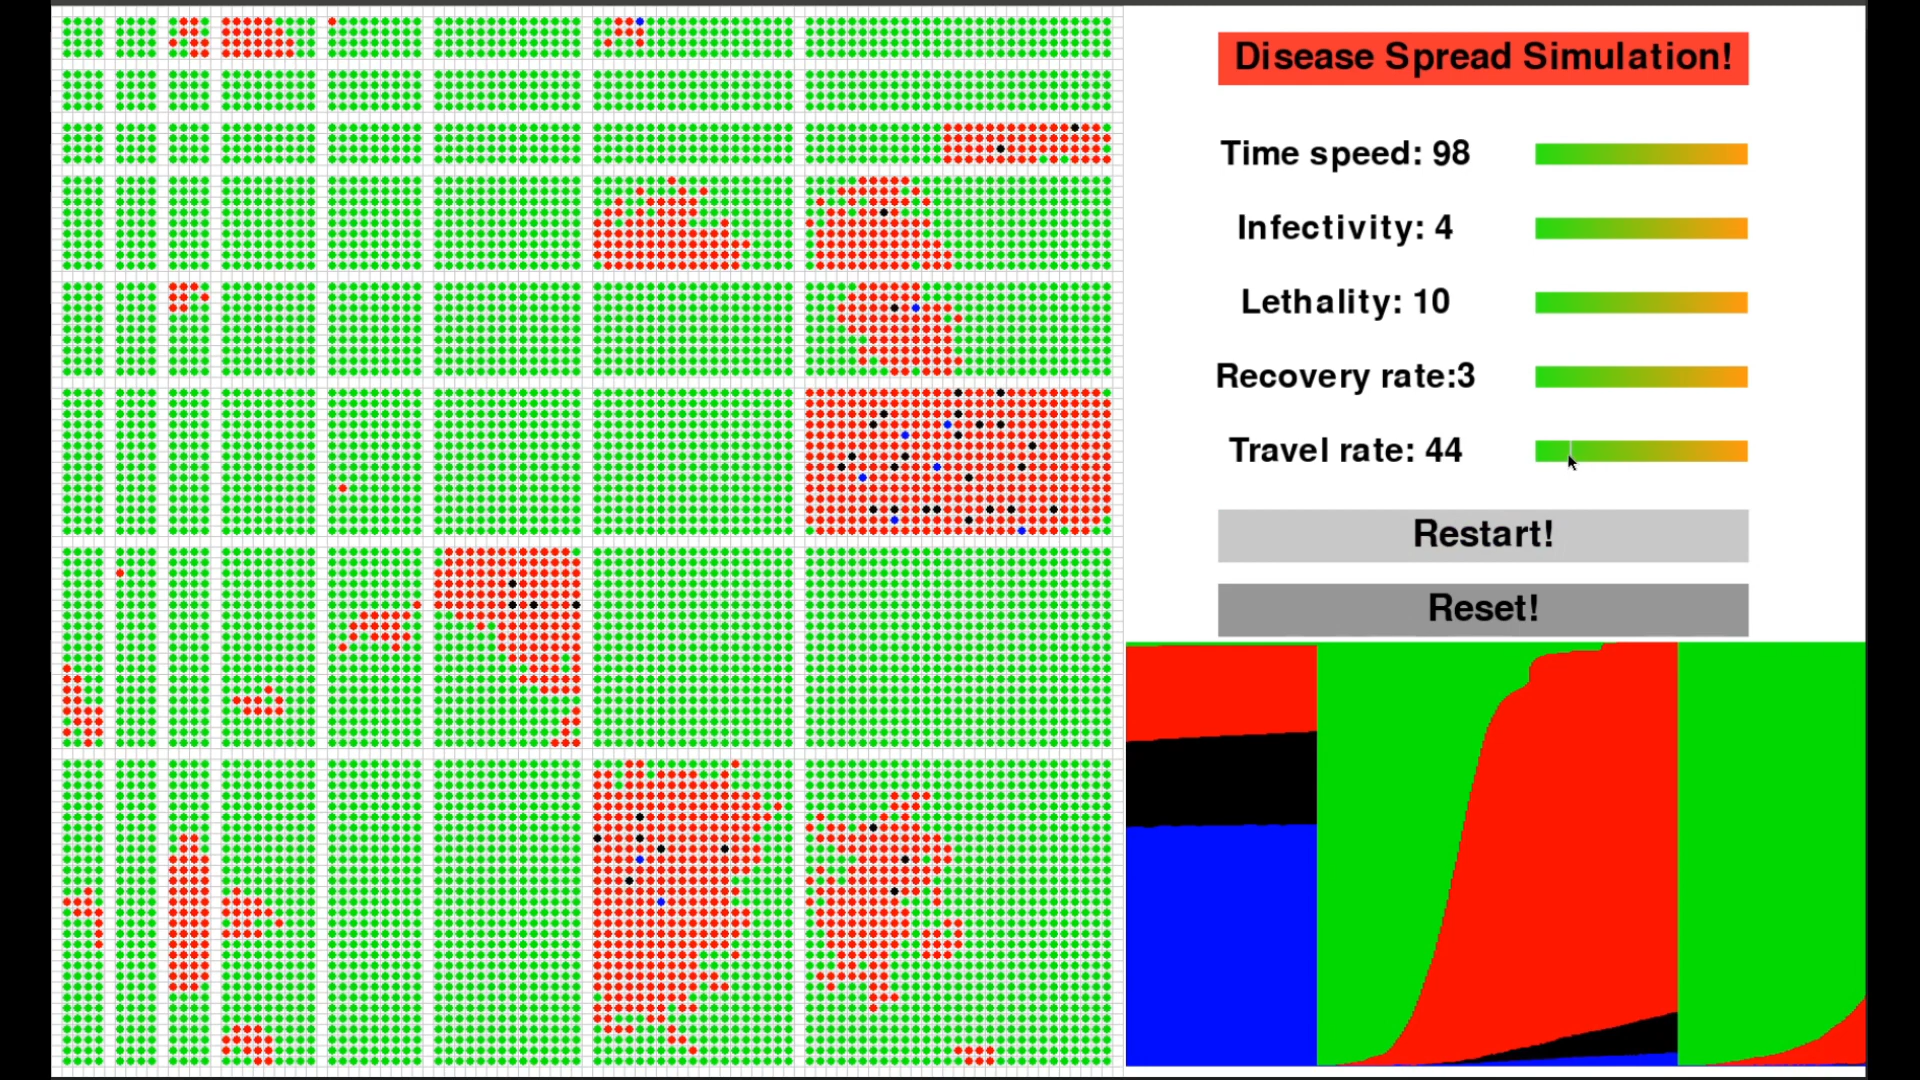 Disease Spread Simulation!
Time speed: 98
Infectivity: 4
Lethality: 10
Recovery rate:3
Travel rate: 44
Restart!
Reset!